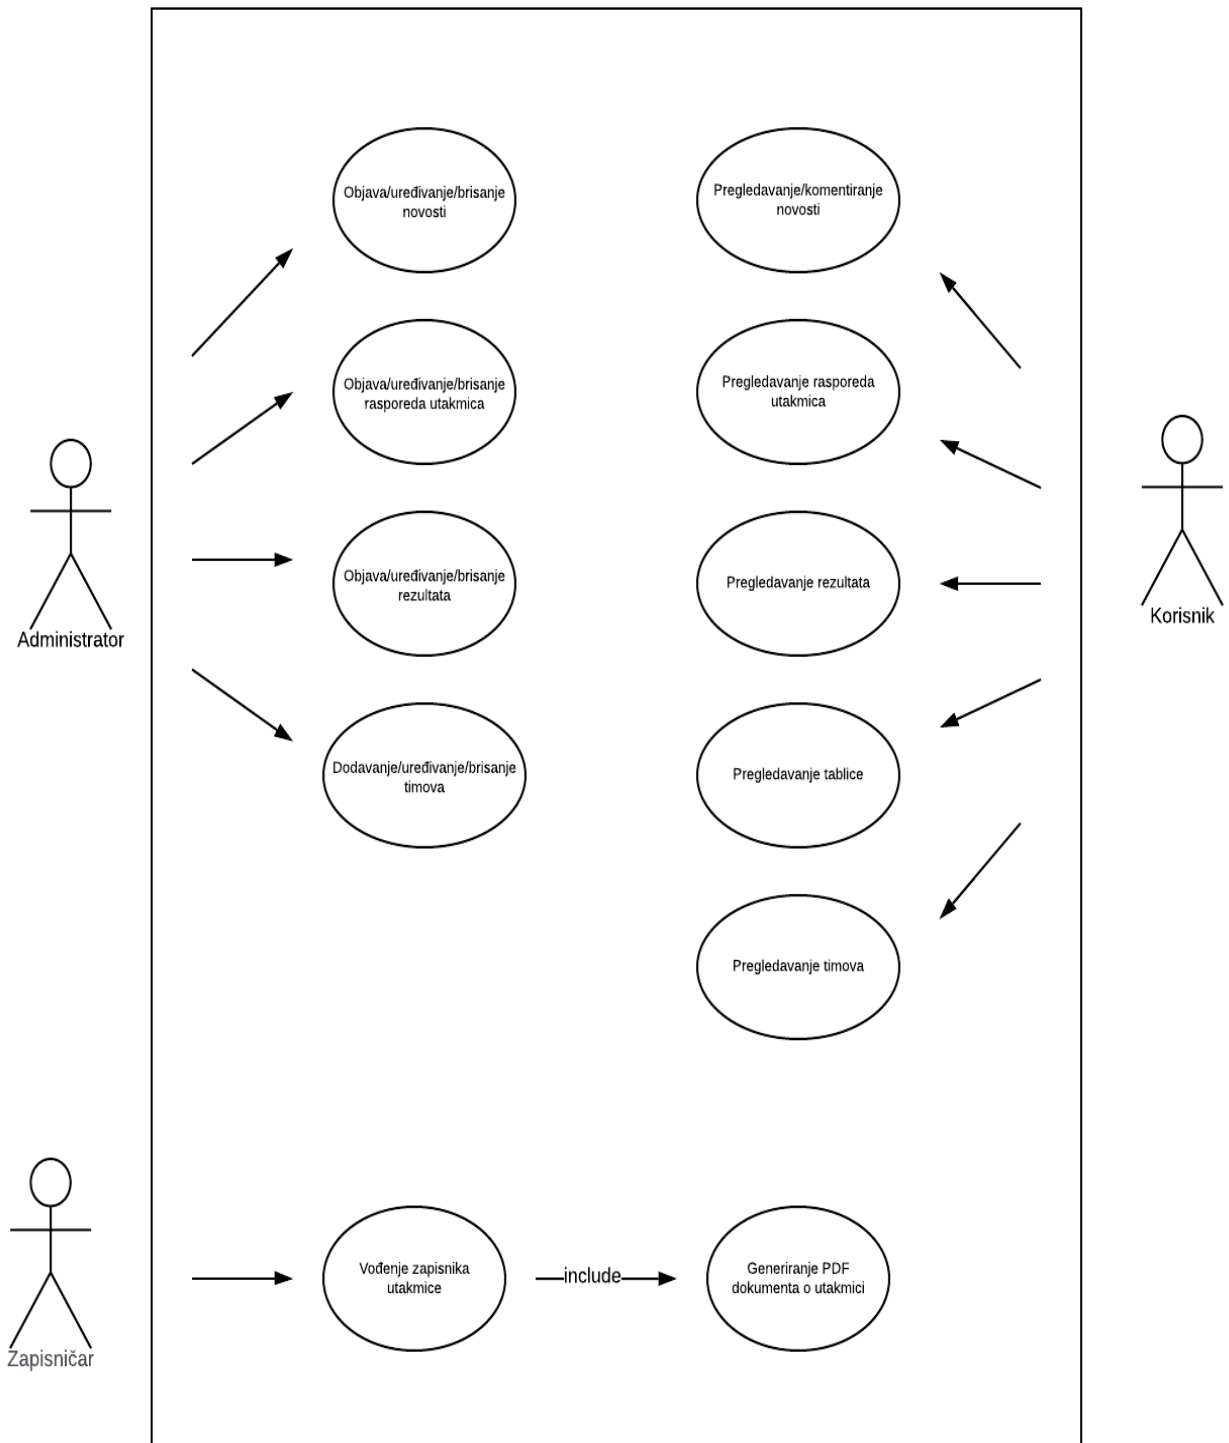 Objava/uređivanje/brisanje
novosti
Pregledavanje/komentiranje
novosti
Objava/uređivanje/brisanje
rasporeda utakmica
Pregledavanje rasporeda
utakmica
Objava/uređivanje/brisanje
rezultata
Pregledavanje rezultata
Administrator
Korisnik
Dodavanje/uređivanje/brisanje
timova
Pregledavanje tablice
Pregledavanje timova
Vođenje zapisnika
utakmice
include
Generiranje PDF
dokumenta o utakmici
Zapisničar